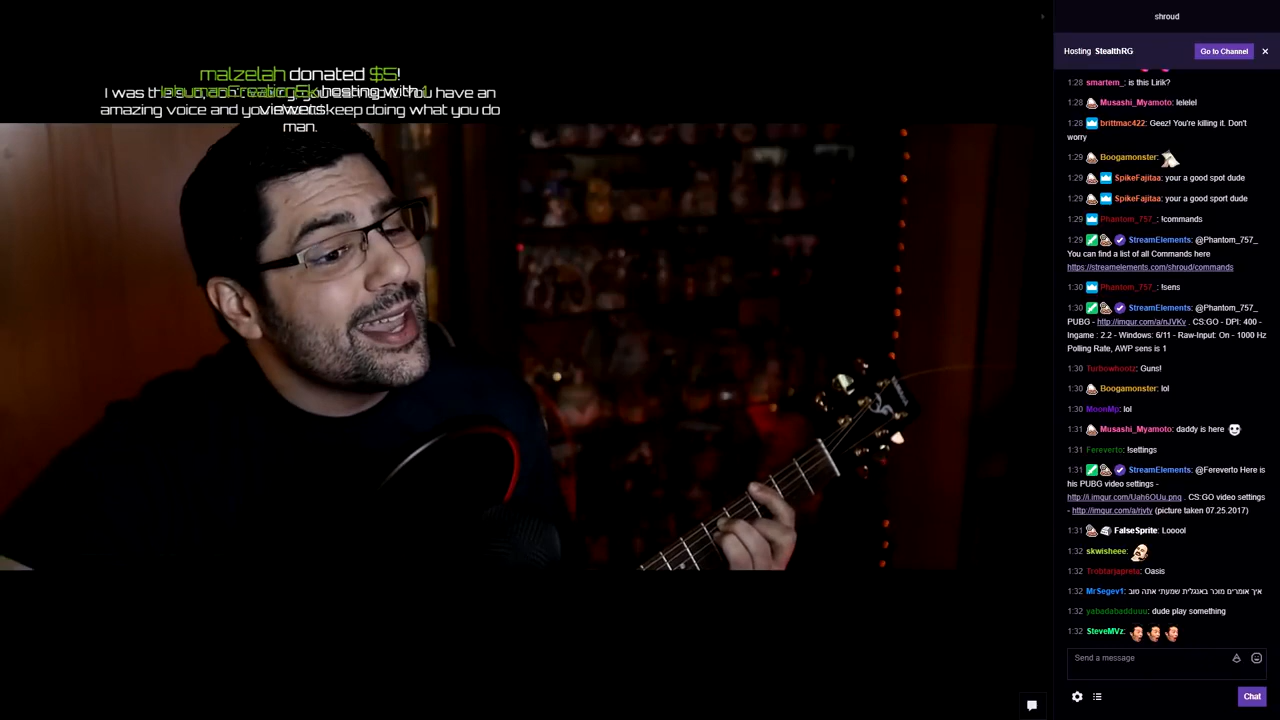 shroud
Hosting StealthRG
Go to Channel
malzelah donated $5!
hosting with 1
amazing voice and you
keep doing what you do
man.
1:28 smartem_: is this Lirik?
1:28 Musashi_Myamoto: lelelel
1:28 brittmac422: Geez! You're killing it. Don't
worry
1:29 Boogamonster:
1:29 SpikeFajitaa: your a good spot dude
1:29 SpikeFajitaa: your a good sport dude
1:29 Phantom_757_: !commands
1:29 StreamElements: @Phantom_757_
You can find a list of all Commands here
https://streamelements.com/shroud/commands
1:30 Phantom_757_: !sens
1:30 StreamElements: @Phantom_757_
PUBG - http://imgur.com/a/nJVKv . CS:GO - DPI: 400 -
Ingame : 2.2 - Windows: 6/11 - Raw-Input: On - 1000 Hz
Polling Rate, AWP sens is 1
1:30 Turbowhontz: Guns!
1:30 Boogamonster: lol
1:30 MoonMp: lol
1:31 Musashi_Myamoto: daddy is here
1:31 Fereverto: !settings
1:31 StreamElements: @Fereverto Here is
his PUBG video settings -
http://i.imgur.com/Uah6OUu.png . CS:GO video settings
- http://imgur.com/a/rjvty (picture taken 07.25.2017)
1:31 FalseSprite: Looool
1:32 skwisheee:
1:32 Trobtarjapreta: Oasis
1:32 MrSegev1: איך אומרים מוכר באנגלית שמעתי אתה טוב
1:32 yabadabadduuu: dude play something
1:32 SteveMVz:
Send a message
Chat